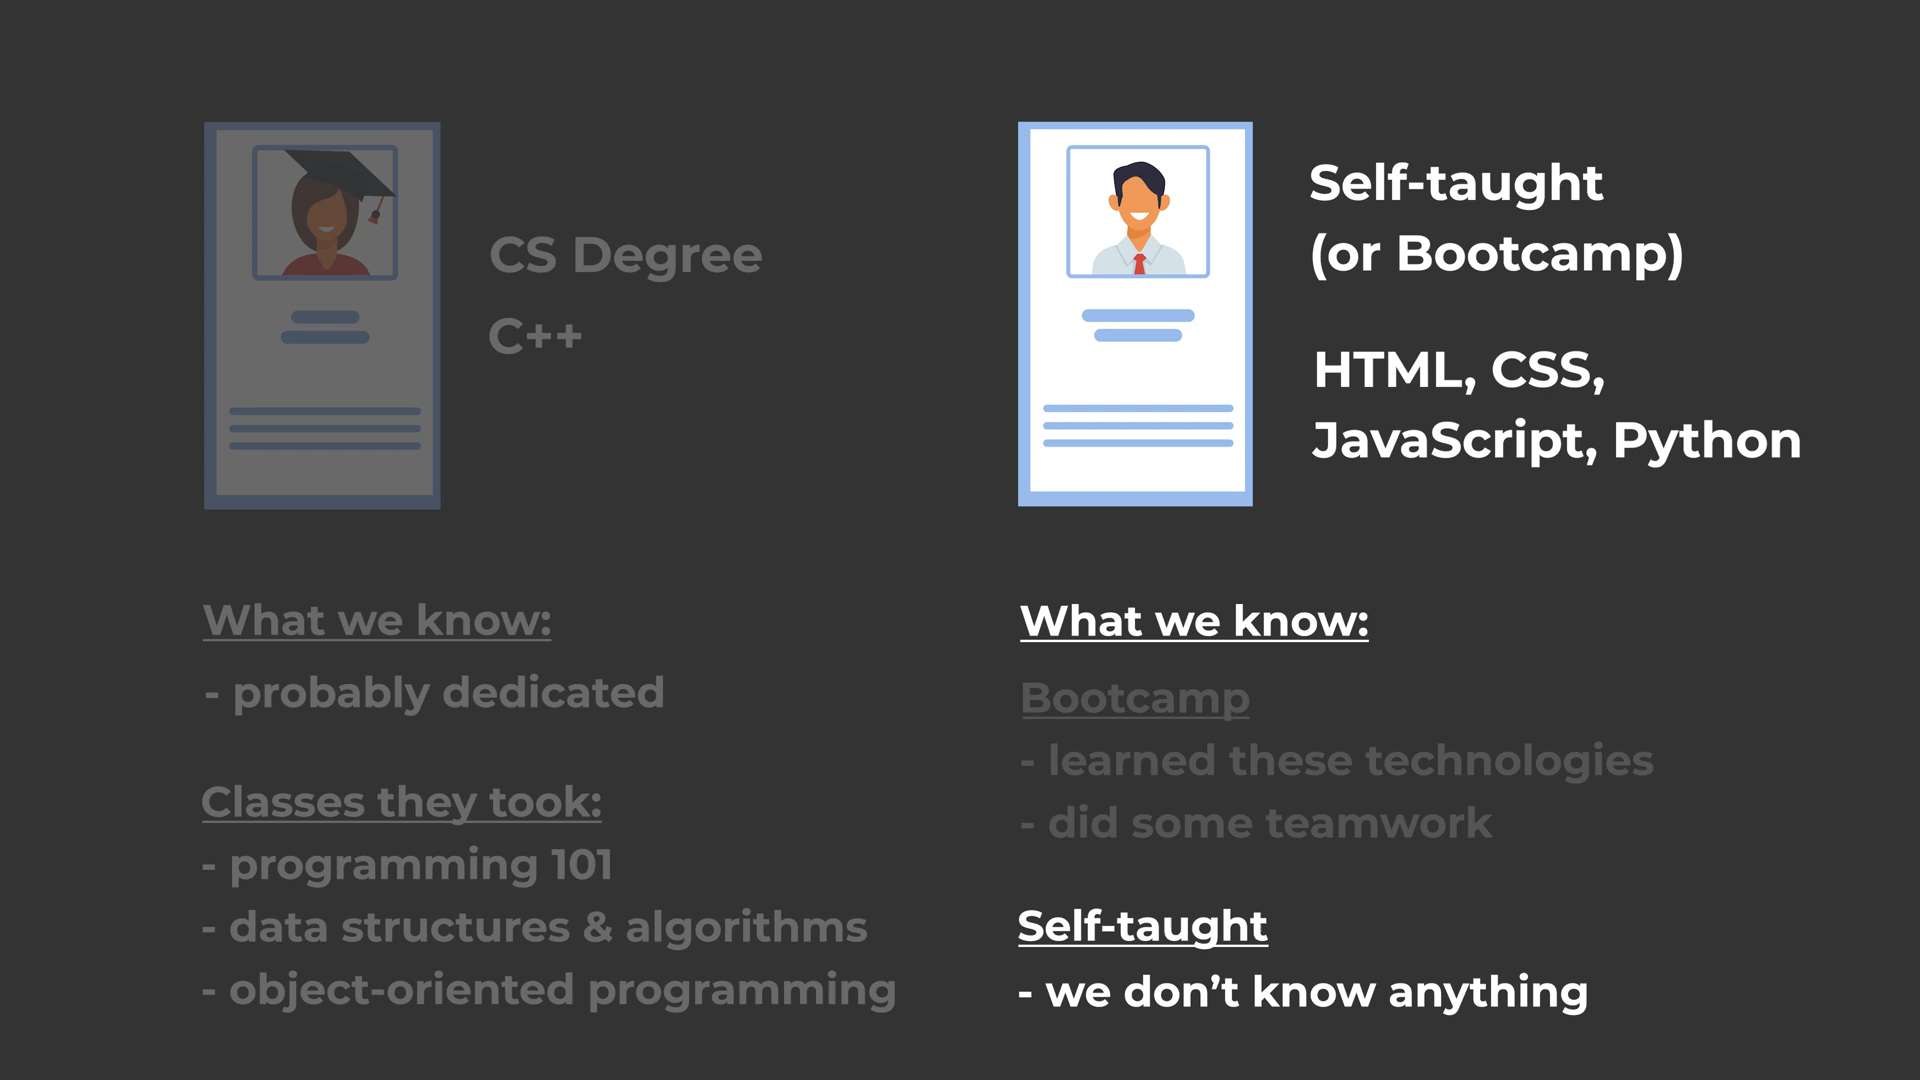 CS Degree
C++
What we know:
- probably dedicated
Classes they took:
- programming 101
- data structures & algorithms
- object-oriented programming
Self-taught
(or Bootcamp)
HTML, CSS,
JavaScript, Python
What we know:
Bootcamp
- learned these technologies
- did some teamwork
Self-taught
- we don’t know anything